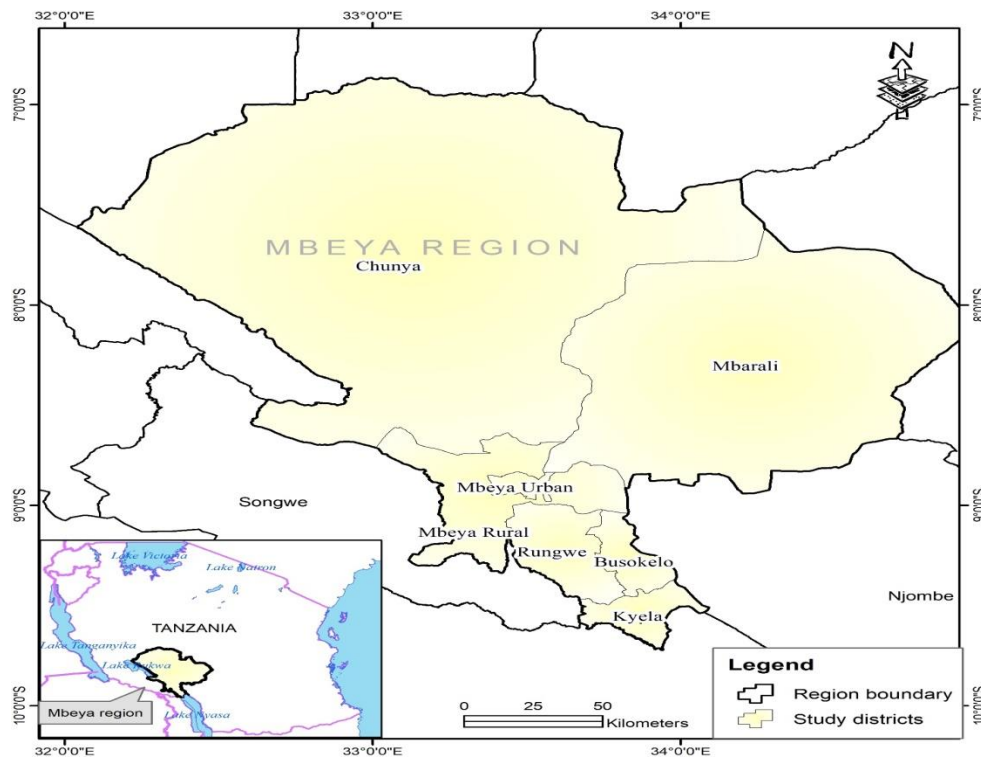 32°0'0"E
33°0'0"E
34°0'0"E
N
7°0'0"S
7°0'0"S
MBEYA REGION
Chunya
8°0'0"S
8°0'0"S
Mbarali
Mbeya Urban
Songwe
9°0'0"S
9°0'0"S
Mbeya Rural
Rungwe
Busokelo
Kyela
Njombe
Lake Victoria
Lake Natron
TANZANIA
Lake Tanganyika
Lake Rukwa
Mbeya region
Lake Nyasa
Legend
Region boundary
Study districts
0 25 50
Kilometers
10°0'0"S
10°0'0"S
32°0'0"E
33°0'0"E
34°0'0"E